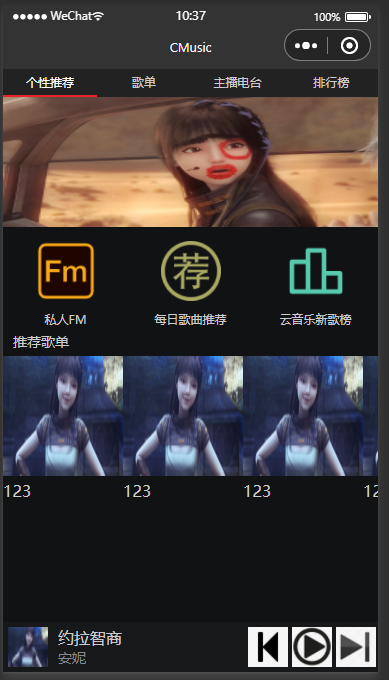 ●●●●● WeChat 10:37 100%
CMusic
个性推荐 歌单 主播电台 排行榜
Fm 荐
私人FM 每日歌曲推荐 云音乐新歌榜
推荐歌单
123 123 123 12
约拉智商
安妮